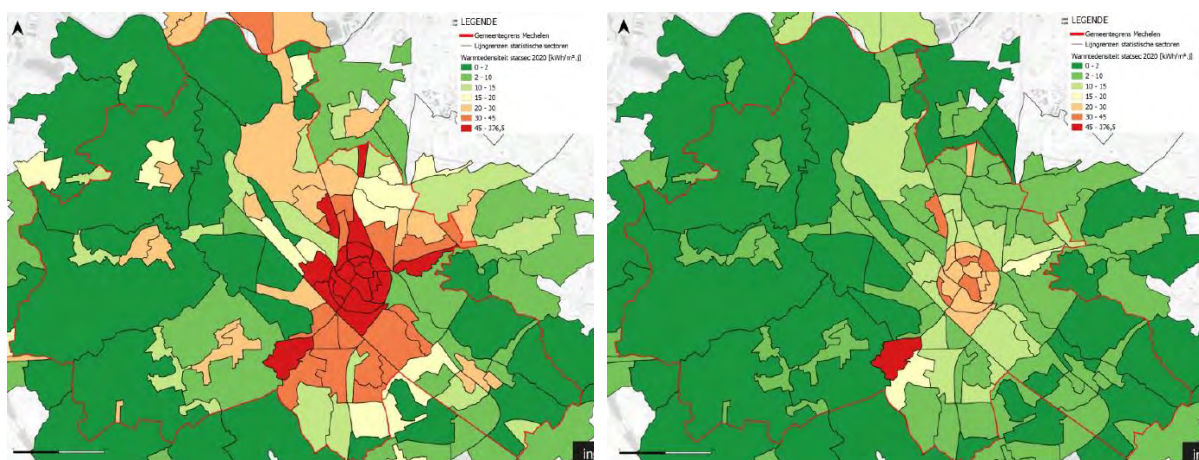 LEGENDE
Gemeentegrens Mechelen
Lijngrenzen statistische sectoren
Warmtedensiteit statsec 2020 [kWh/m².j]
0 - 2
2 - 10
10 - 15
15 - 20
20 - 30
30 - 45
45 - 376,5
in
LEGENDE
Gemeentegrens Mechelen
Lijngrenzen statistische sectoren
Warmtedensiteit statsec 2020 [kWh/m².j]
0 - 2
2 - 10
10 - 15
15 - 20
20 - 30
30 - 45
45 - 376,5
in